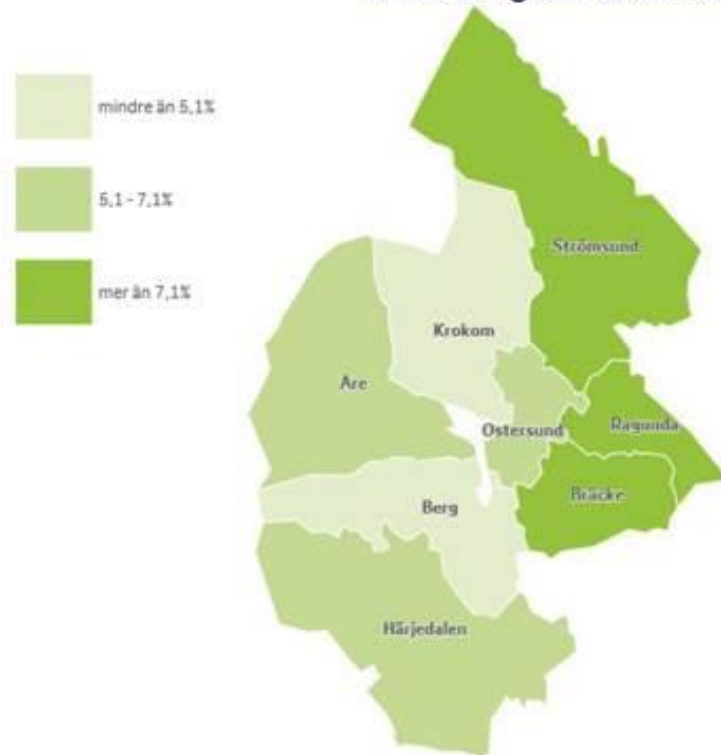 mindre än 5,1%
5,1 - 7,1%
mer än 7,1%
Strömsund
Krokom
Åre
Östersund
Ragunda
Bräcke
Berg
Härjedalen